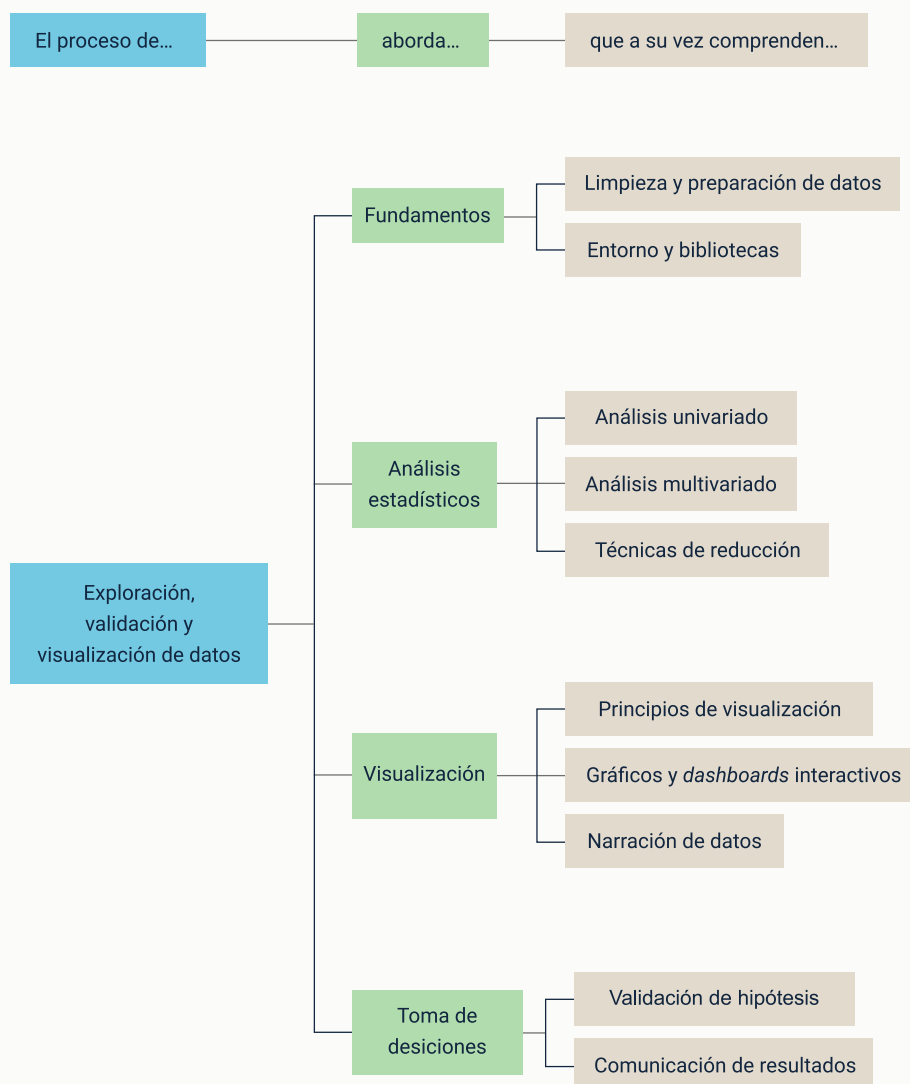 El proceso de…
aborda…
que a su vez comprenden…
Exploración,
validación y
visualización de datos
Fundamentos
Limpieza y preparación de datos
Entorno y bibliotecas
Análisis
estadísticos
Análisis univariado
Análisis multivariado
Técnicas de reducción
Visualización
Principios de visualización
Gráficos y dashboards interactivos
Narración de datos
Toma de
desiciones
Validación de hipótesis
Comunicación de resultados